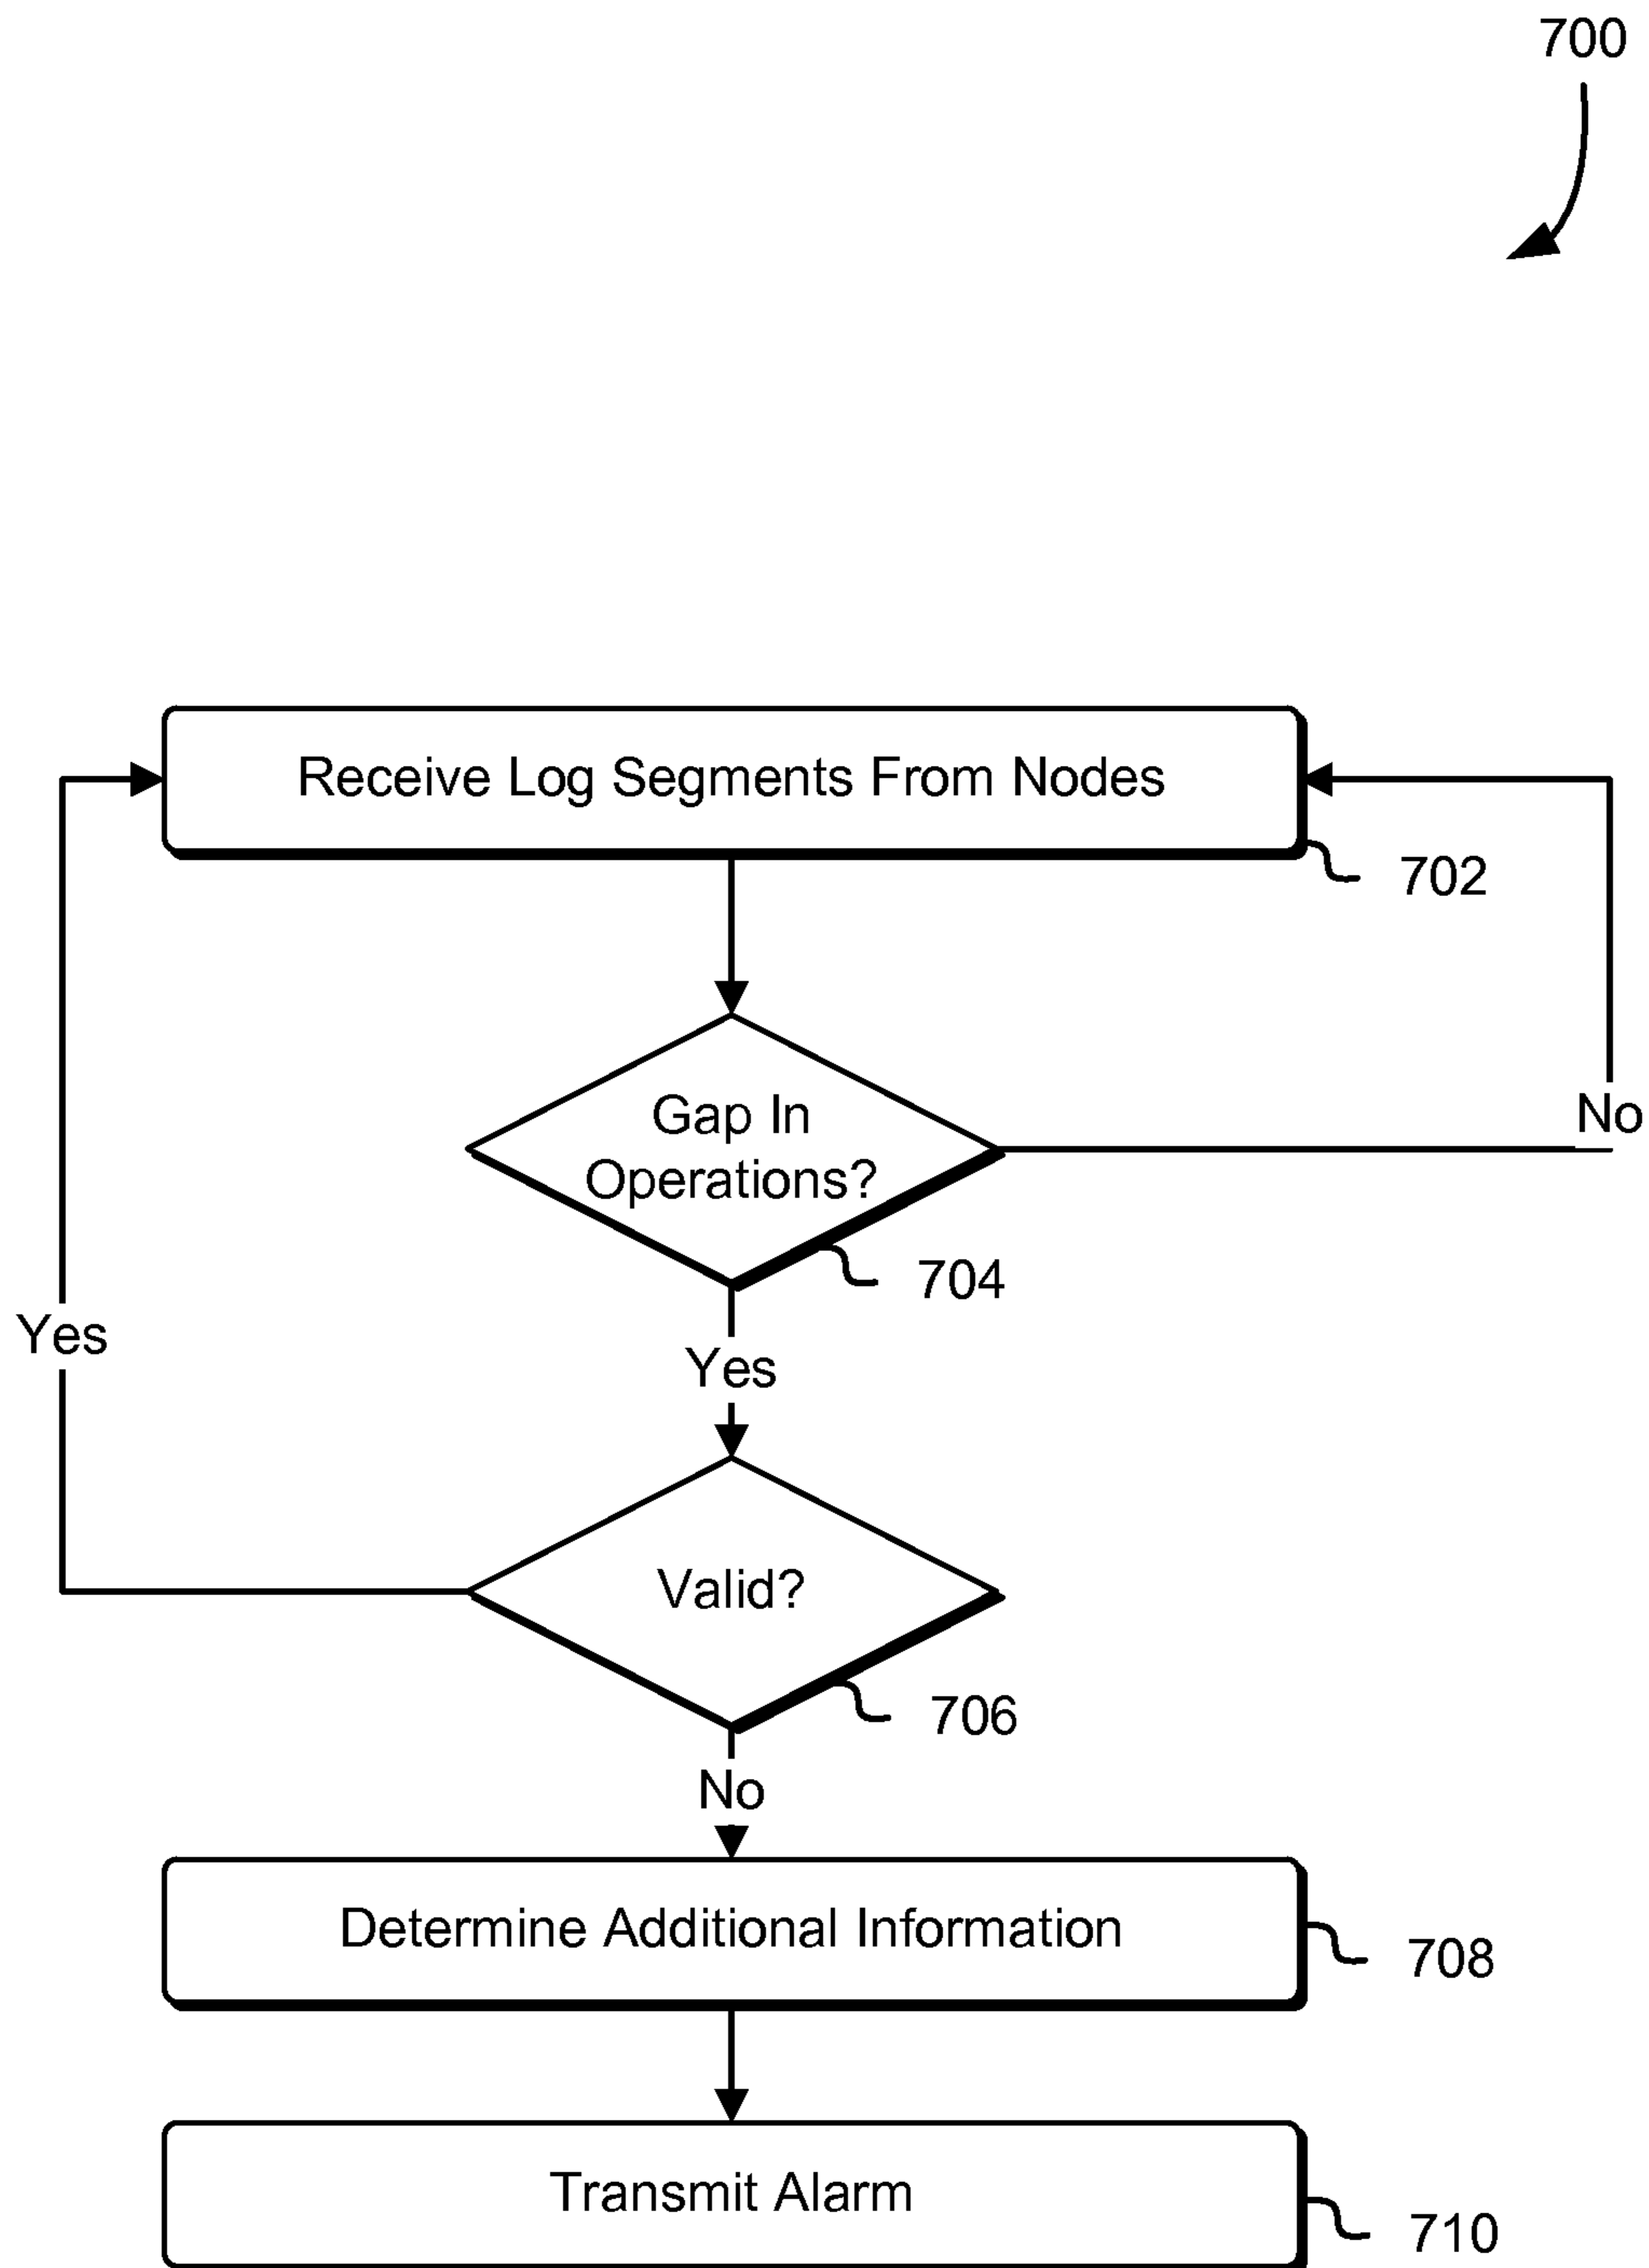 700
Receive Log Segments From Nodes
702
Gap In
Operations?
No
704
Yes
Yes
Valid?
706
No
Determine Additional Information
708
Transmit Alarm
710